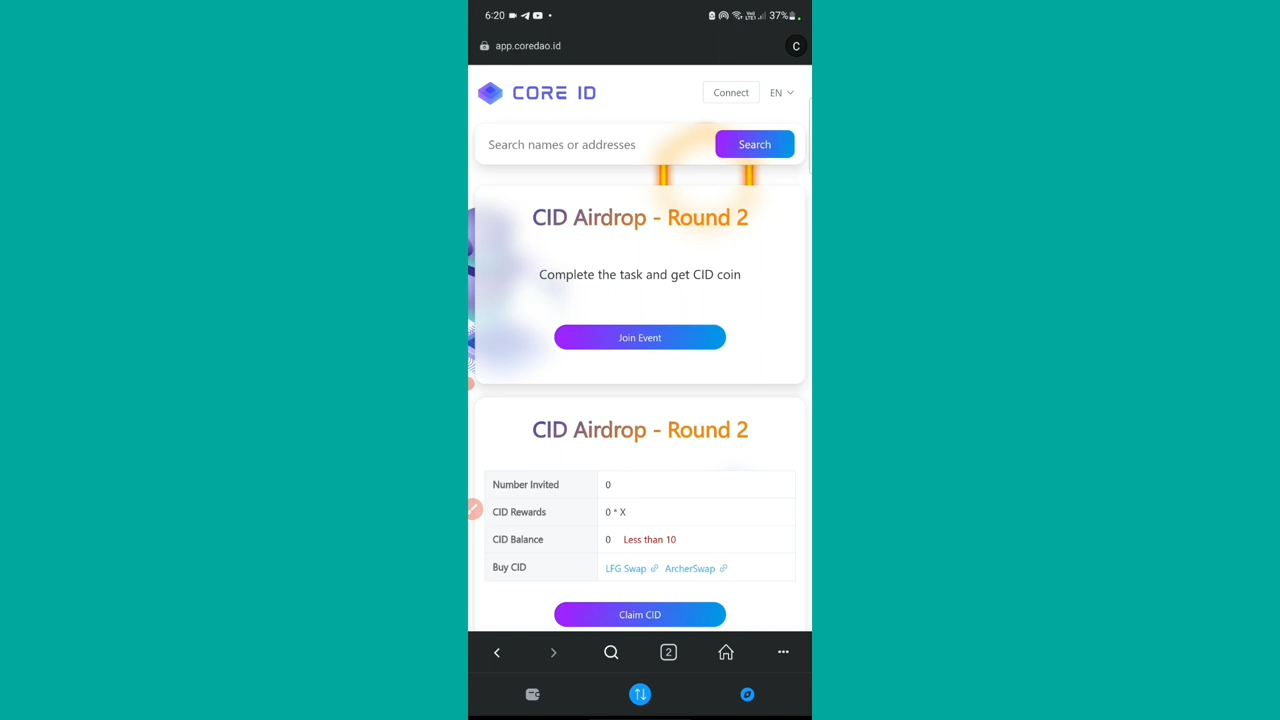 6:20
37%
app.coredao.id
C
CORE ID
Connect
EN
Search names or addresses
Search
CID Airdrop - Round 2
Complete the task and get CID coin
Join Event
CID Airdrop - Round 2
Number Invited 0
CID Rewards 0 * X
CID Balance 0 Less than 10
Buy CID LFG Swap ArcherSwap
Claim CID
2